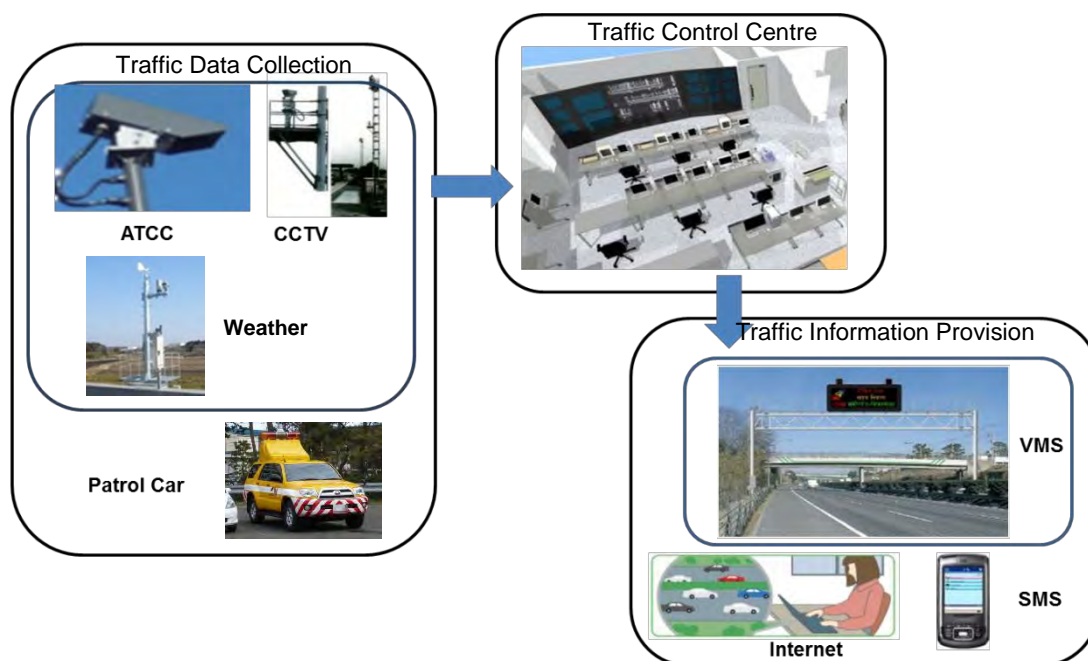 Traffic Data Collection
ATCC
CCTV
Weather
Patrol Car
Traffic Control Centre
Traffic Information Provision
VMS
SMS
Internet